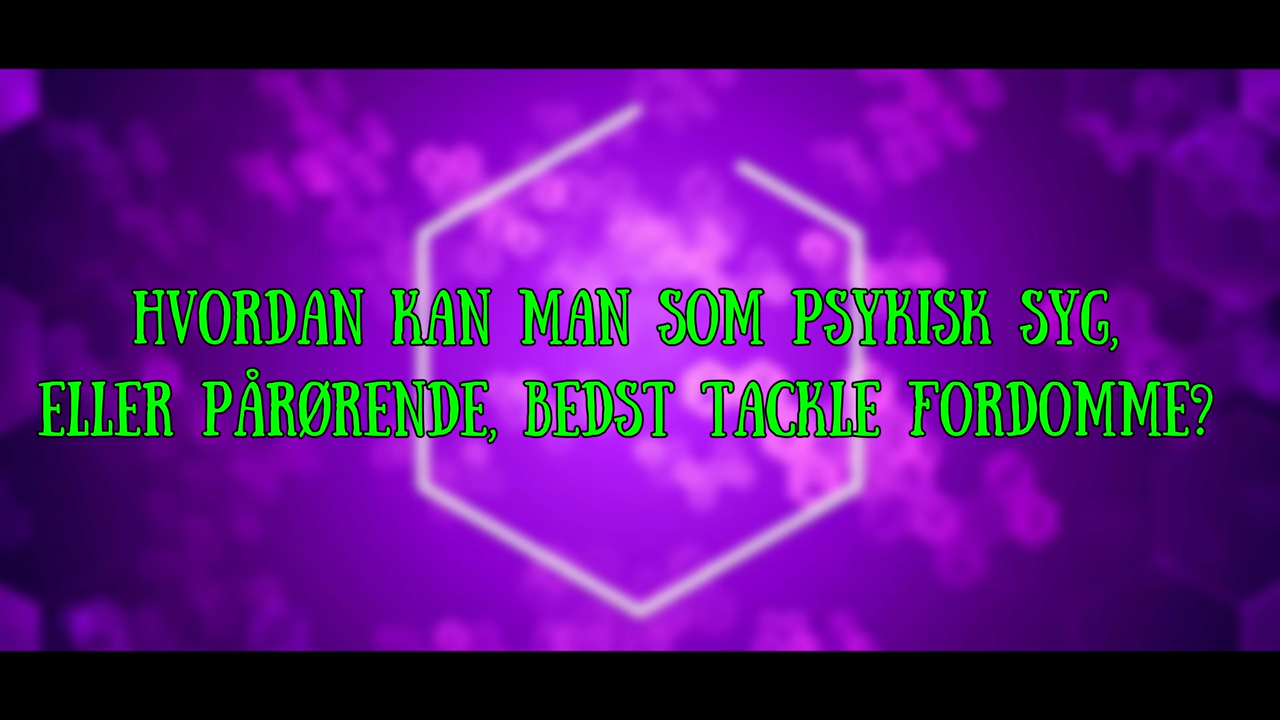 HVORDAN KAN MAN SOM PSYKISK SYG,
ELLER PÅRØRENDE, BEDST TACKLE FORDOMME?